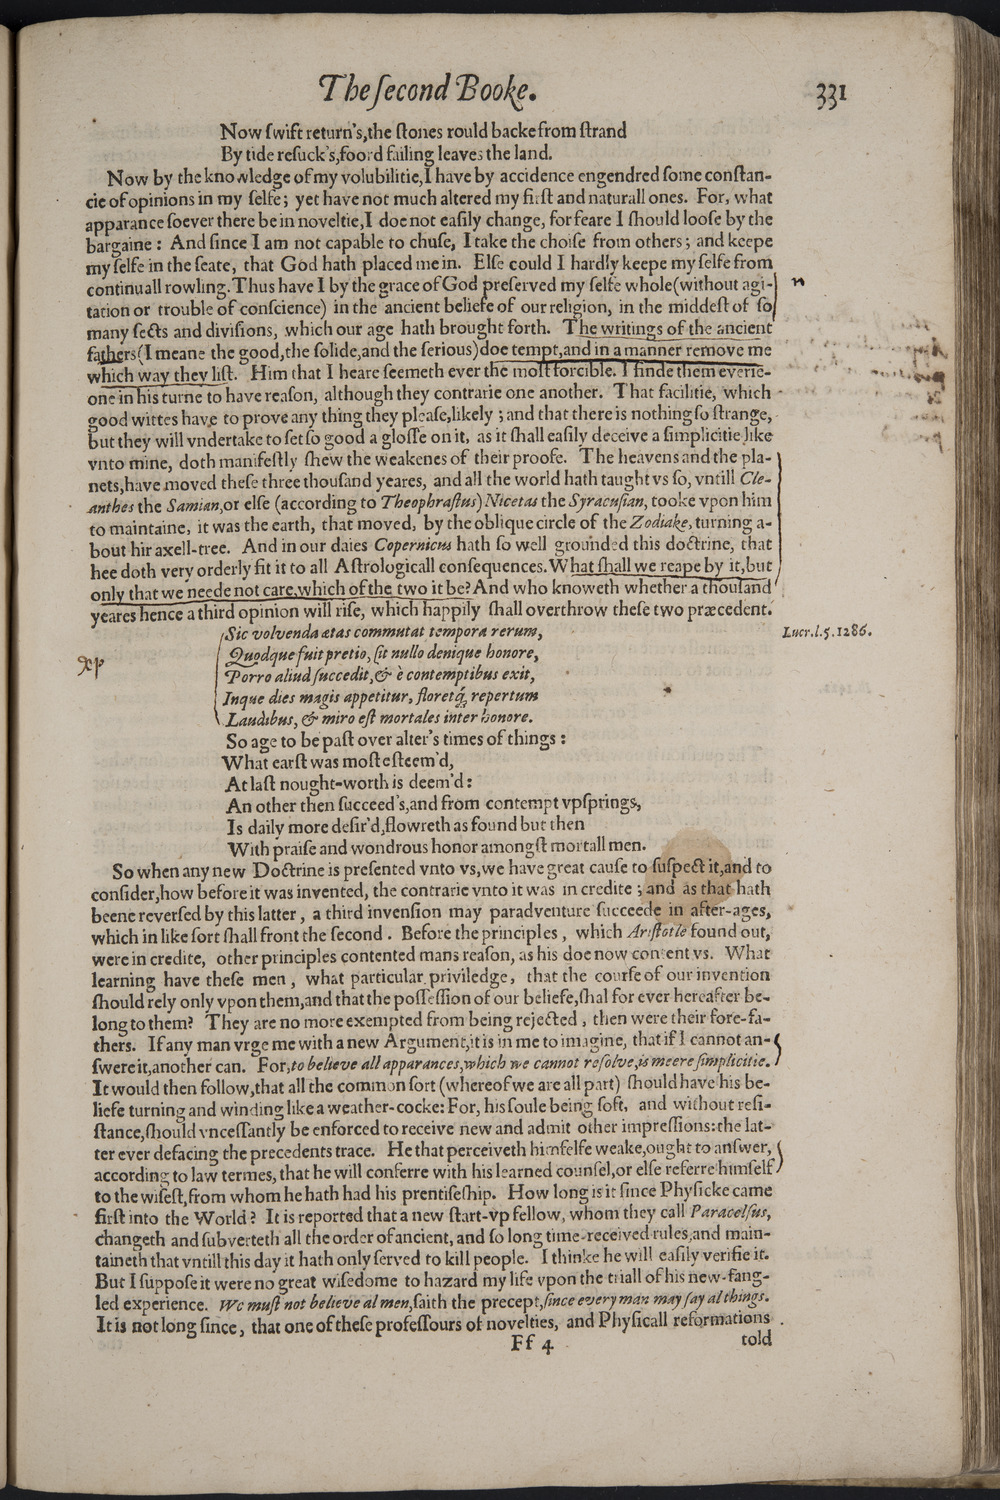 The ſecond Booke.
331
Now ſwift return's,the ſtones rould backe from ſtrand
By tide reſuck's,foord failing leaves the land.
Now by the knowledge of my volubilitie,I have by accidence engendred ſome conſtan-
cie of opinions in my ſelfe; yet have not much altered my firſt and naturall ones. For, what
apparance ſoever there be in noveltie,I doe not eaſily change, for feare I ſhould looſe by the
bargaine : And ſince I am not capable to chuſe, I take the choiſe from others; and keepe
my ſelfe in the ſeate, that God hath placed me in. Elſe could I hardly keepe my ſelfe from
continuall rowling. Thus have I by the grace of God preſerved my ſelfe whole(without agi-
tation or trouble of conſcience) in the ancient beliefe of our religion, in the middeſt of ſo
many ſects and diviſions, which our age hath brought forth. The writings of the ancient
fathers(I meane the good,the ſolide,and the ſerious)doe tempt,and in a manner remove me
which way they liſt. Him that I heare ſeemeth ever the moſt forcible. I finde them everie-
one in his turne to have reaſon, although they contrarie one another. That facilitie, which
good wittes have to prove any thing they pleaſe,likely ; and that there is nothing ſo ſtrange,
but they will vndertake to ſet ſo good a gloſſe on it, as it ſhall eaſily deceive a ſimplicitie like
vnto mine, doth manifeſtly ſhew the weakenes of their proofe. The heavens and the pla-
nets,have moved theſe three thouſand yeares, and all the world hath taught vs ſo, vntill Cle-
anthes the Samian,or elſe (according to Theophraſtus) Nicetas the Syracuſian, tooke vpon him
to maintaine, it was the earth, that moved, by the oblique circle of the Zodiake, turning a-
bout hir axell-tree. And in our daies Copernicus hath ſo well grounded this doctrine, that
hee doth very orderly fit it to all Aſtrologicall conſequences. What ſhall we reape by it,but
only that we neede not care,which of the two it be? And who knoweth whether a thouſand
yeares hence a third opinion will riſe, which happily ſhall overthrow theſe two præcedent.
Sic volvenda ætas commutat tempora rerum,
Lucr.l.5.1286.
Quodque fuit pretio, fit nullo denique honore,
Porro aliud ſuccedit, & è contemptibus exit,
Inque dies magis appetitur, floretq́ repertum
Laudibus, & miro eſt mortales inter honore.
So age to be paſt over alter's times of things :
What earſt was moſt eſteem'd,
At laſt nought-worth is deem'd :
An other then ſucceed's,and from contempt vpſprings,
Is daily more deſir'd,flowreth as found but then
With praiſe and wondrous honor amongſt mortall men.
So when any new Doctrine is preſented vnto vs,we have great cauſe to ſuſpect it,and to
conſider,how before it was invented, the contrarie vnto it was in credite ; and as that hath
beene reverſed by this latter , a third invenſion may paradventure ſucceede in after-ages,
which in like ſort ſhall front the ſecond . Before the principles , which Ariſtotle found out,
were in credite, other principles contented mans reaſon, as his doe now content vs. What
learning have theſe men , what particular priviledge, that the courſe of our invention
ſhould rely only vpon them,and that the poſſeſſion of our beliefe,ſhal for ever hereafter be-
long to them? They are no more exempted from being rejected , then were their fore-fa-
thers. If any man vrge me with a new Argument,it is in me to imagine, that if I cannot an-
ſwere it,another can. For,to believe all apparances,which we cannot reſolve,is meere ſimplicitie.
It would then follow,that all the common ſort (whereof we are all part) ſhould have his be-
liefe turning and winding like a weather-cocke: For, his ſoule being ſoft, and without reſi-
ſtance,ſhould vnceſſantly be enforced to receive new and admit other impreſſions:the lat-
ter ever defacing the precedents trace. He that perceiveth himſelfe weake,ought to anſwer,
according to law termes, that he will conferre with his learned counſel,or elſe referre himſelf
to the wiſeſt,from whom he hath had his prentiſeſhip. How long is it ſince Phyſicke came
firſt into the World? It is reported that a new ſtart-vp fellow, whom they call Paracelſus,
changeth and ſubverteth all the order of ancient, and ſo long time-received rules,and main-
taineth that vntill this day it hath only ſerved to kill people. I thinke he will eaſily verifie it.
But I ſuppoſe it were no great wiſedome to hazard my life vpon the triall of his new-fang-
led experience. We muſt not believe al men,ſaith the precept,ſince every man may ſay al things.
It is not long ſince, that one of theſe profeſſours of novelties, and Phyſicall reformations
Ff 4
told